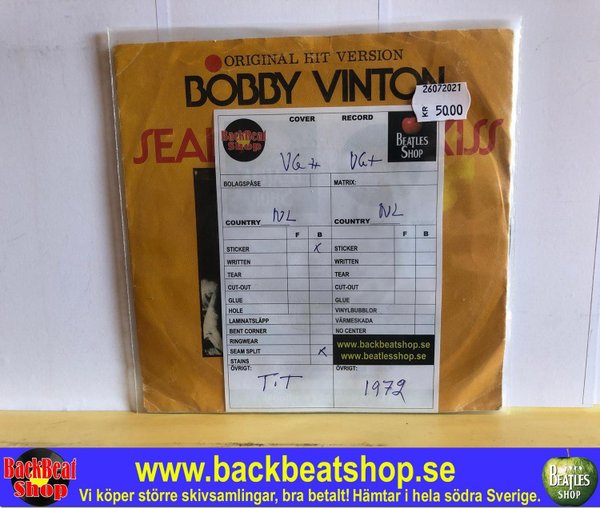 ORIGINAL HIT VERSION
BOBBY VINTON
26072021
KR 50.00
SEAL KISS
COVER RECORD
BackBeat Shop
BEATLES SHOP
VG+ VG+
BOLAGSPÅSE MATRIX:
NL NL
COUNTRY COUNTRY
F B F B
STICKER X STICKER
WRITTEN WRITTEN
TEAR TEAR
CUT-OUT CUT-OUT
GLUE GLUE
HOLE VINYLBUBBLOR
LAMINATSLÄPP VÄRMESKADA
BENT CORNER NO CENTER
RINGWEAR www.backbeatshop.se
SEAM SPLIT X www.beatlesshop.se
STAINS
ÖVRIGT: ÖVRIGT:
TiT 1972
BackBeat Shop
www.backbeatshop.se
Vi köper större skivsamlingar, bra betalt! Hämtar i hela södra Sverige.
BEATLES SHOP